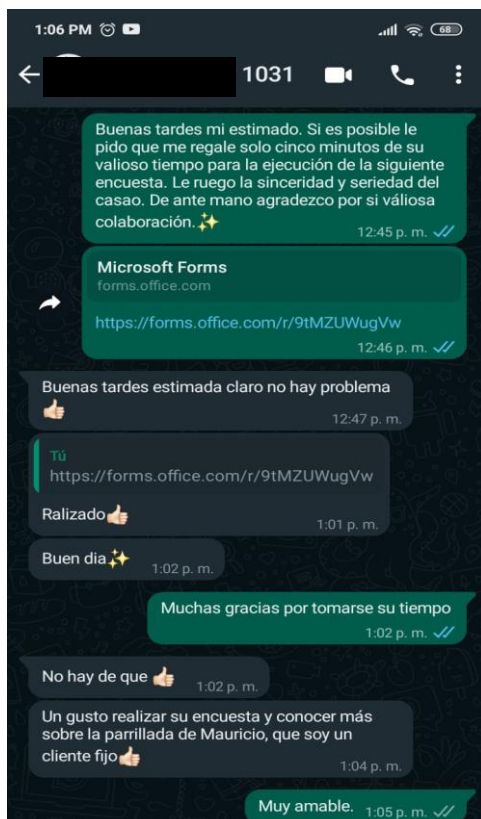 1:06 PM 68
1031
Buenas tardes mi estimado. Si es posible le
pido que me regale solo cinco minutos de su
valioso tiempo para la ejecución de la siguiente
encuesta. Le ruego la sinceridad y seriedad del
casao. De ante mano agradezco por si váliosa
colaboración.✨
12:45 p. m.
Microsoft Forms
forms.office.com
https://forms.office.com/r/9tMZUWugVw
12:46 p. m.
Buenas tardes estimada claro no hay problema
👍🏻
12:47 p. m.
Tú
https://forms.office.com/r/9tMZUWugVw
Ralizado👍🏻
1:01 p. m.
Buen dia✨ 1:02 p. m.
Muchas gracias por tomarse su tiempo
1:02 p. m.
No hay de que 👍🏻 1:02 p. m.
Un gusto realizar su encuesta y conocer más
sobre la parrillada de Mauricio, que soy un
cliente fijo👍🏻
1:04 p. m.
Muy amable. 1:05 p. m.